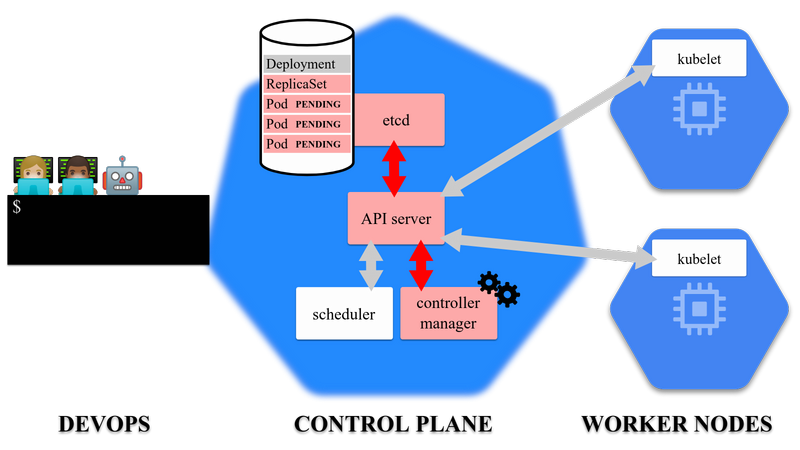 Deployment
ReplicaSet
Pod PENDING
Pod PENDING
Pod PENDING
etcd
kubelet
$
API server
kubelet
scheduler
controller
manager
DEVOPS
CONTROL PLANE
WORKER NODES